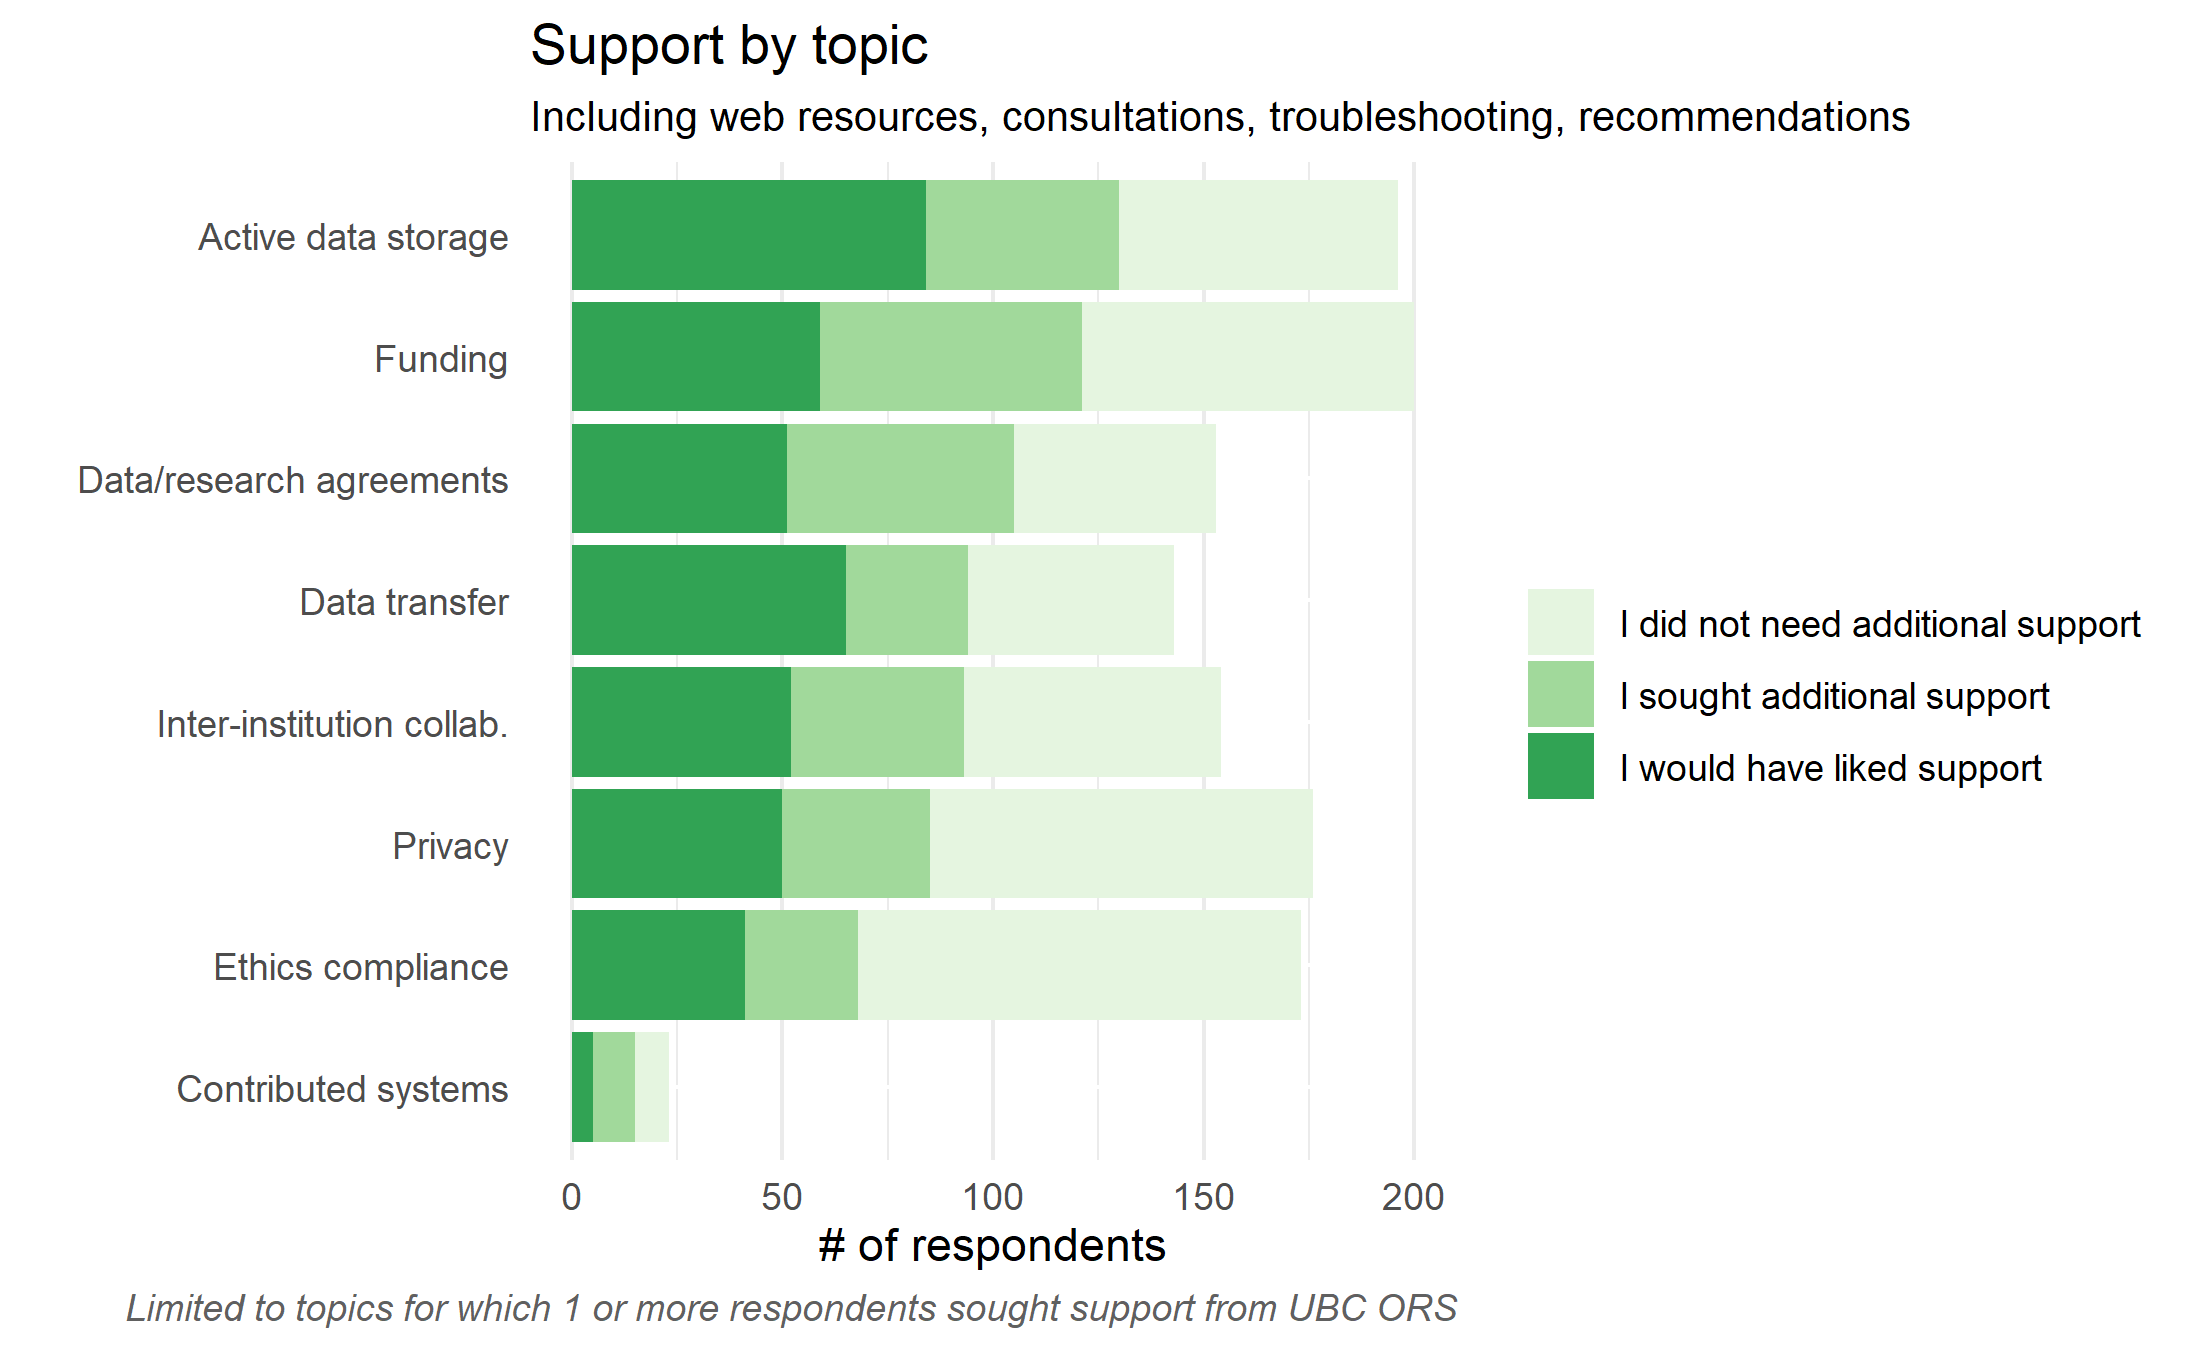 Support by topic
Including web resources, consultations, troubleshooting, recommendations
Active data storage
Funding
Data/research agreements
Data transfer
Inter-institution collab.
Privacy
Ethics compliance
Contributed systems
I did not need additional support
I sought additional support
I would have liked support
0 50 100 150 200
# of respondents
Limited to topics for which 1 or more respondents sought support from UBC ORS